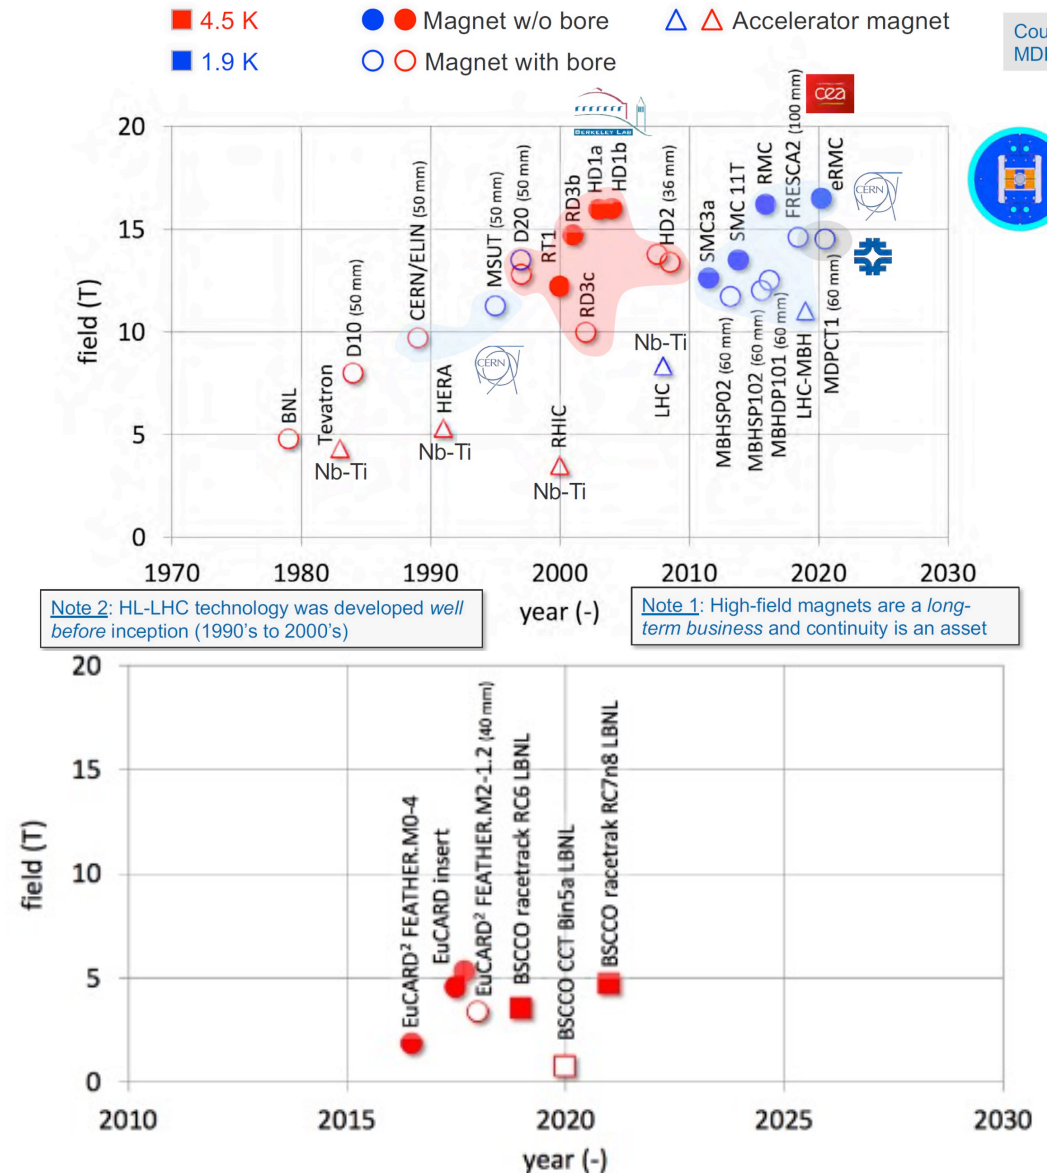 4.5 K
Magnet w/o bore
Accelerator magnet
1.9 K
Magnet with bore
Cou
MDI
BERKELEY LAB
cea
CERN
CERN
field (T)
20
15
10
5
0
BNL
Tevatron
Nb-Ti
D10 (50 mm)
CERN/ELIN (50 mm)
HERA
Nb-Ti
MSUT (50 mm)
D20 (50 mm)
RT1
RD3b
HD1a
HD1b
RD3c
RHIC
Nb-Ti
HD2 (36 mm)
Nb-Ti
LHC
SMC3a
SMC 11T
RMC
FRESCA2 (100 mm)
eRMC
MBHSP02 (60 mm)
MBHSP102 (60 mm)
MBHDP101 (60 mm)
LHC-MBH
MDPCT1 (60 mm)
1970
1980
1990
2000
2010
2020
2030
year (-)
Note 2: HL-LHC technology was developed well
before inception (1990's to 2000's)
Note 1: High-field magnets are a long-
term business and continuity is an asset
field (T)
20
15
10
5
0
EuCARD² FEATHER.M0-4
EuCARD insert
EuCARD² FEATHER.M2-1.2 (40 mm)
BSCCO racetrack RC6 LBNL
BSCCO CCT Bin5a LBNL
BSCCO racetrak RC7n8 LBNL
2010
2015
2020
2025
2030
year (-)